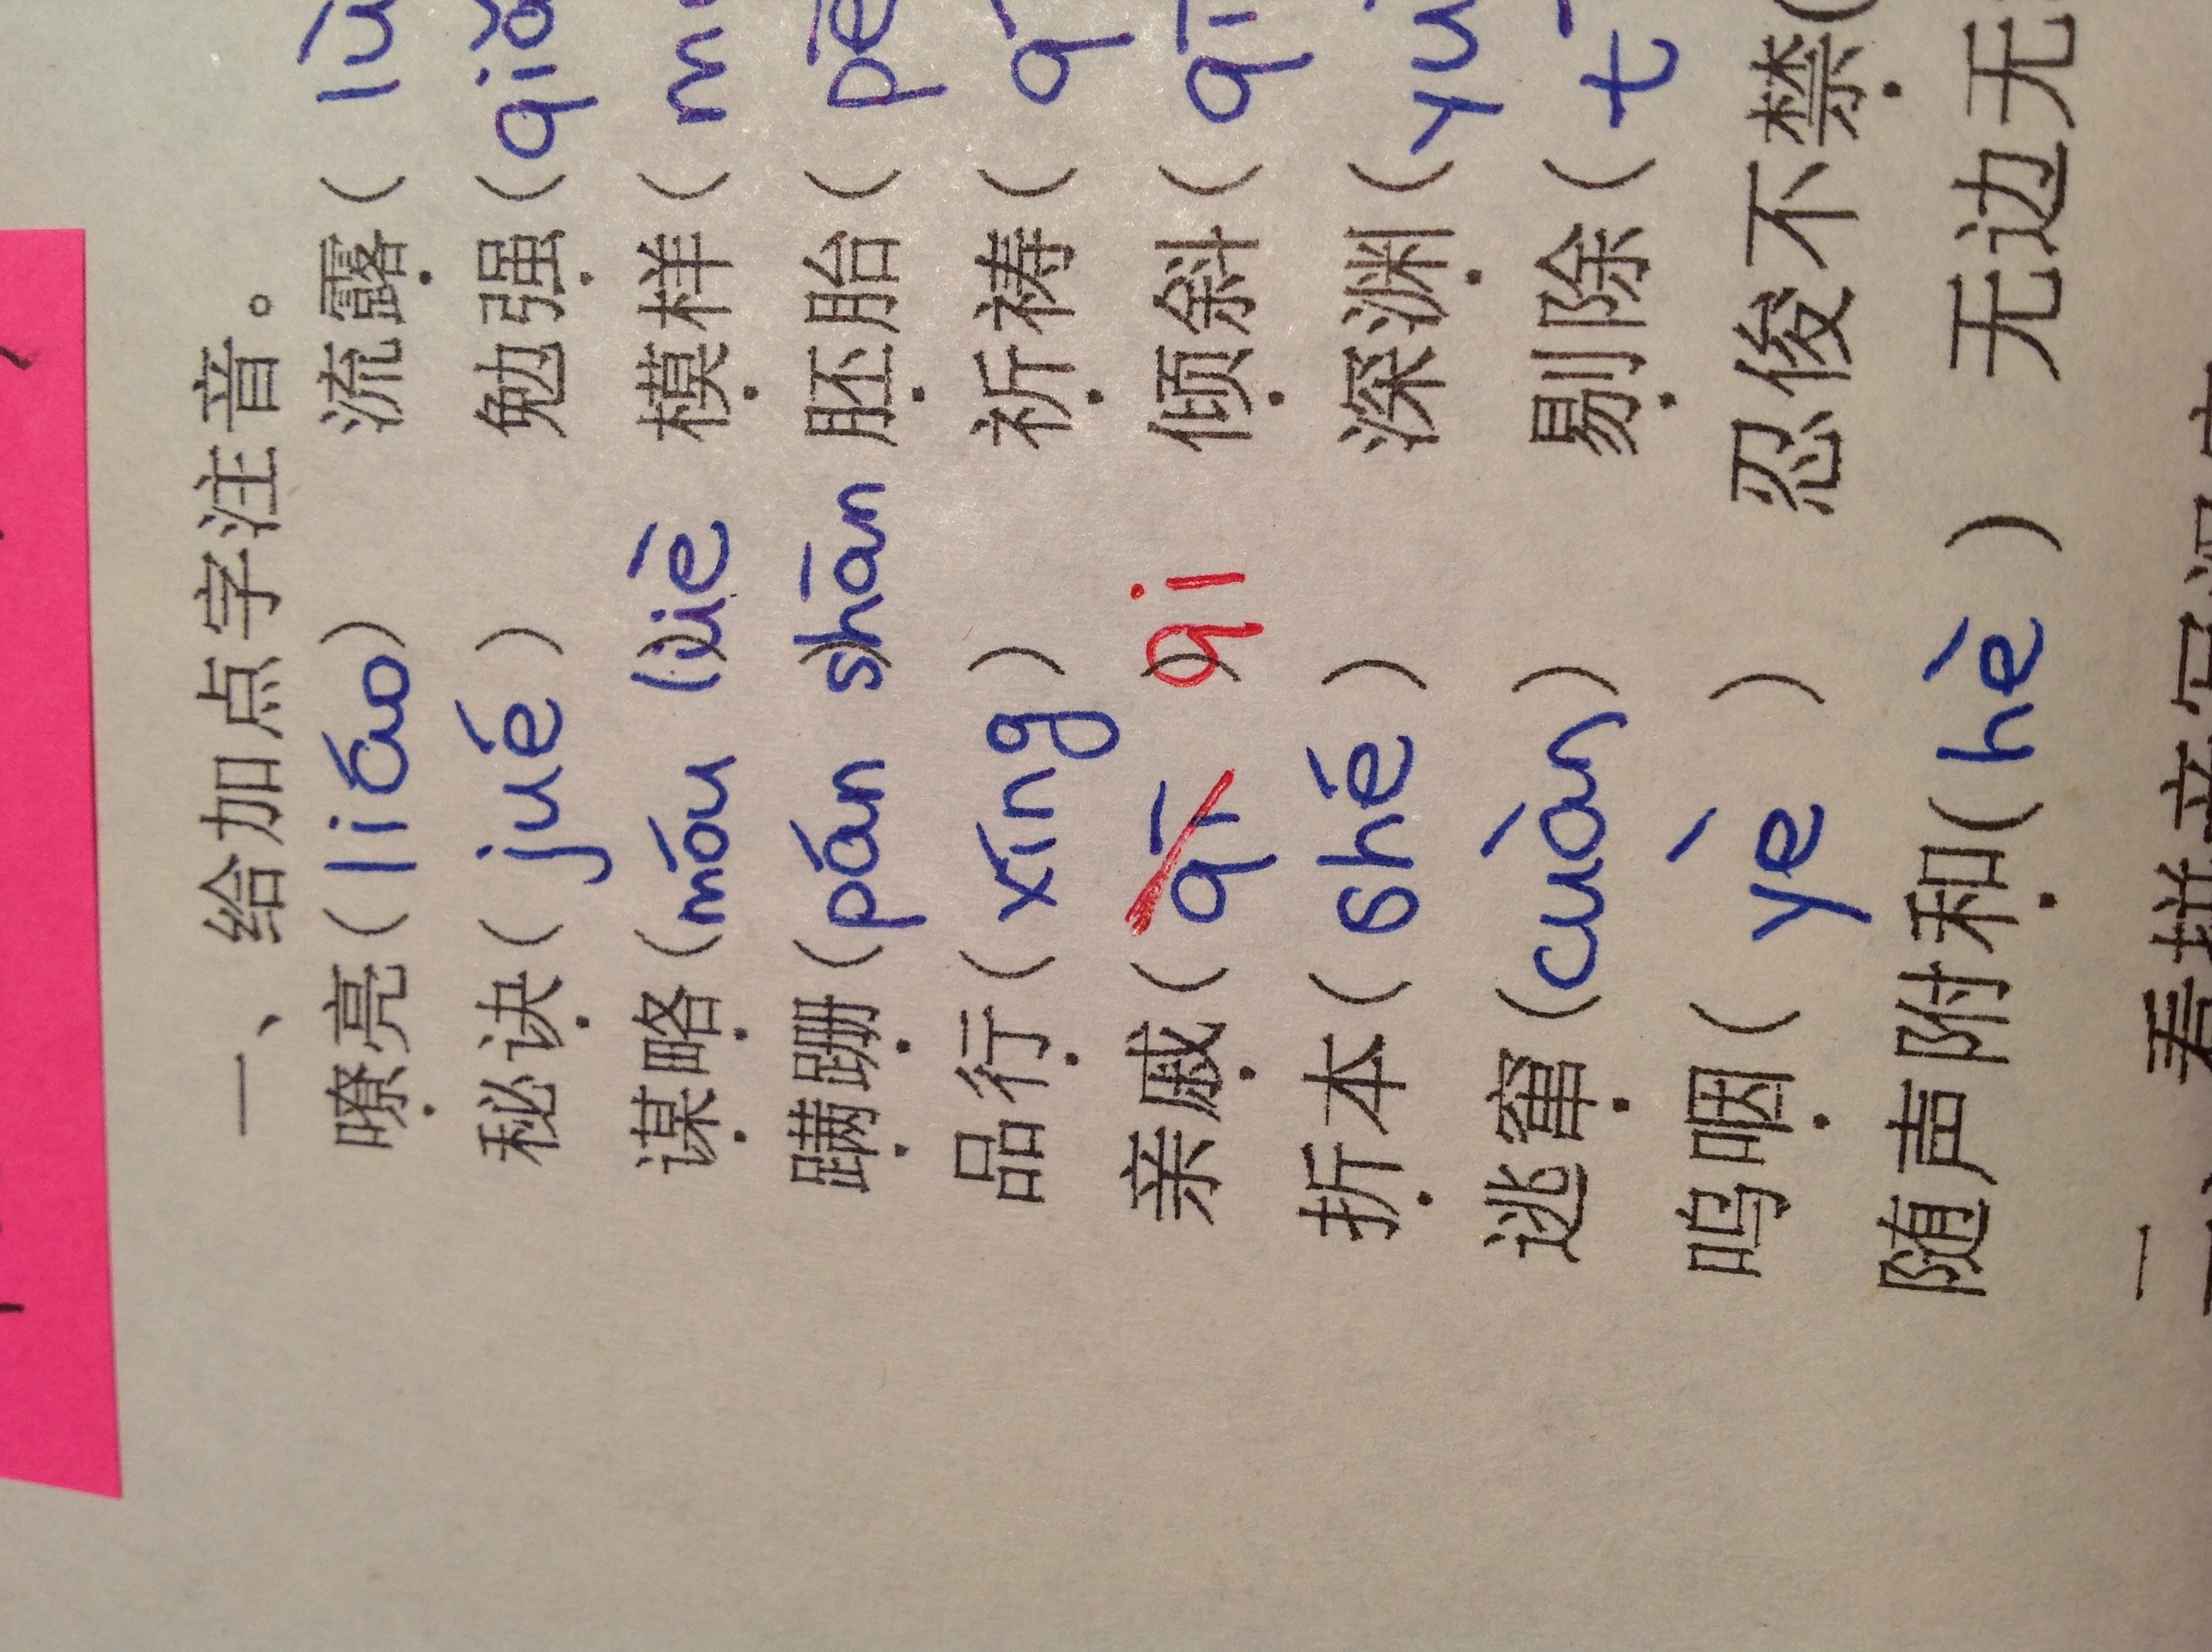 一、给加点字注音。
嘹亮(liáo) 流露( lù
秘诀( jué ) 勉强(qiǎ
谋略(móu lüè) 模样( m
蹒跚(pán shān) 胚胎( pē
品行( xíng ) 祈祷( q
亲戚( qī ) qi 倾斜( qī
折本( shé ) 深渊(yu
逃窜(cuàn) 剔除( t
呜咽( yè ) 忍俊不禁(
随声附和(hè ) 无边无
二、看拼音写汉字